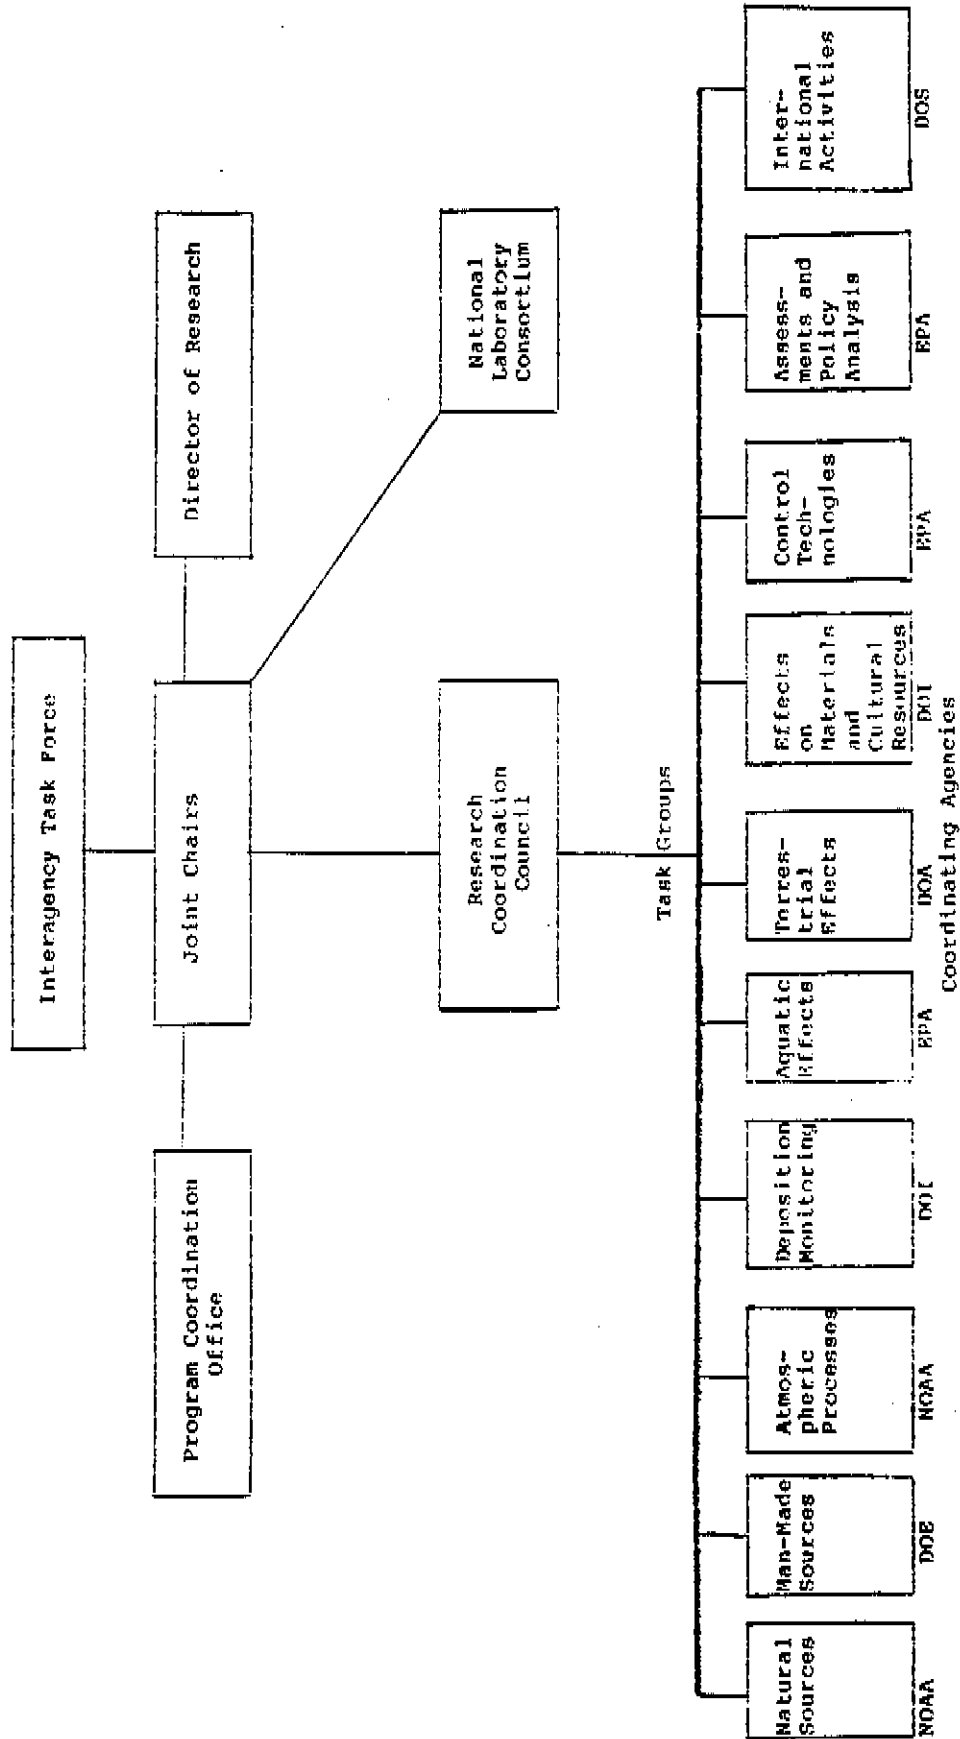 Interagency Task Force
Program Coordination
Office
Joint Chairs
Director of Research
Research
Coordination
Council
National
Laboratory
Consortium
Task Groups
Natural
Sources
NOAA
Man-Made
Sources
DOE
Atmos-
pheric
Processes
NOAA
Deposition
Monitoring
DOI
Aquatic
Effects
EPA
Terres-
trial
Effects
DOA
Effects
on
Materials
and
Cultural
Resources
DOI
Control
Tech-
nologies
EPA
Assess-
ments and
Policy
Analysis
EPA
Inter-
national
Activities
DOS
Coordinating Agencies